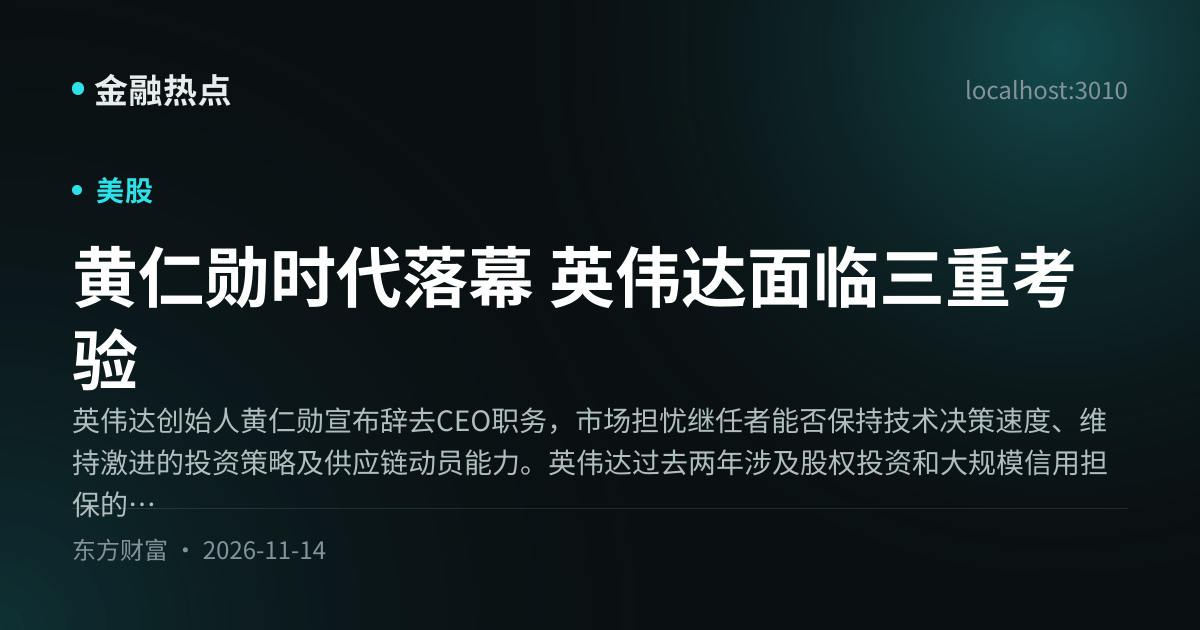 金融热点
localhost:3010
美股
黄仁勋时代落幕 英伟达面临三重考
验
英伟达创始人黄仁勋宣布辞去CEO职务，市场担忧继任者能否保持技术决策速度、维
持激进的投资策略及供应链动员能力。英伟达过去两年涉及股权投资和大规模信用担
保的…
东方财富 • 2026-11-14